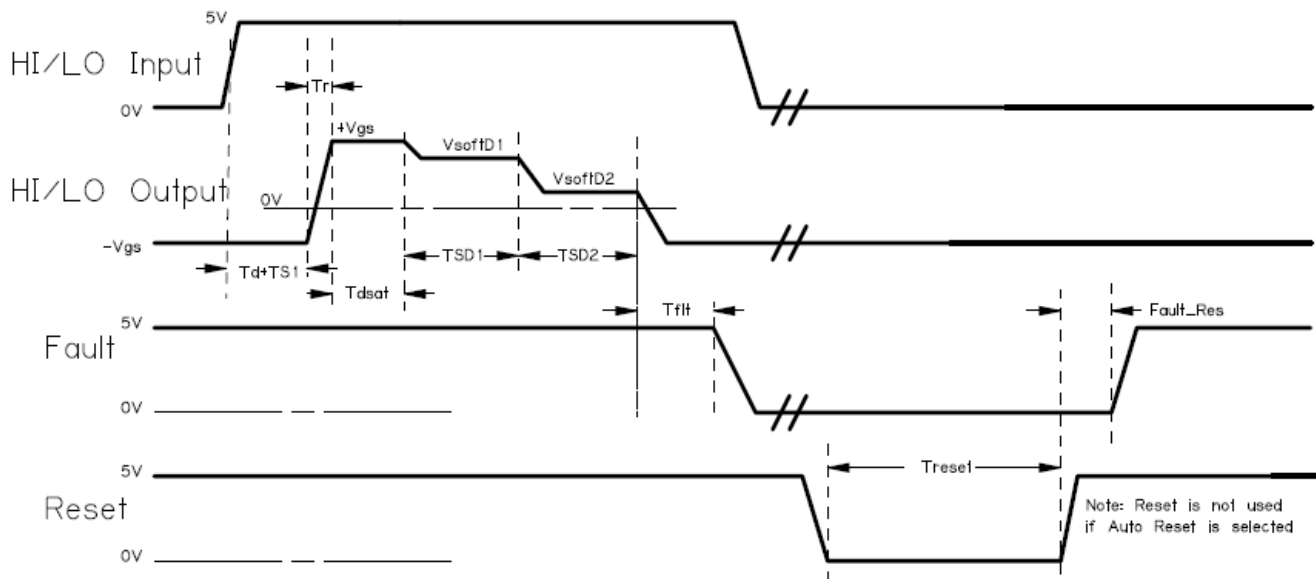 5V
HI/LO Input
Tr
0V
+Vgs
VsoftD1
VsoftD2
HI/LO Output
0V
-Vgs
Td+TS1
TSD1
TSD2
Tdsat
Tflt
Fault_Res
5V
Fault
0V
5V
Treset
Reset
Note: Reset is not used
if Auto Reset is selected
0V